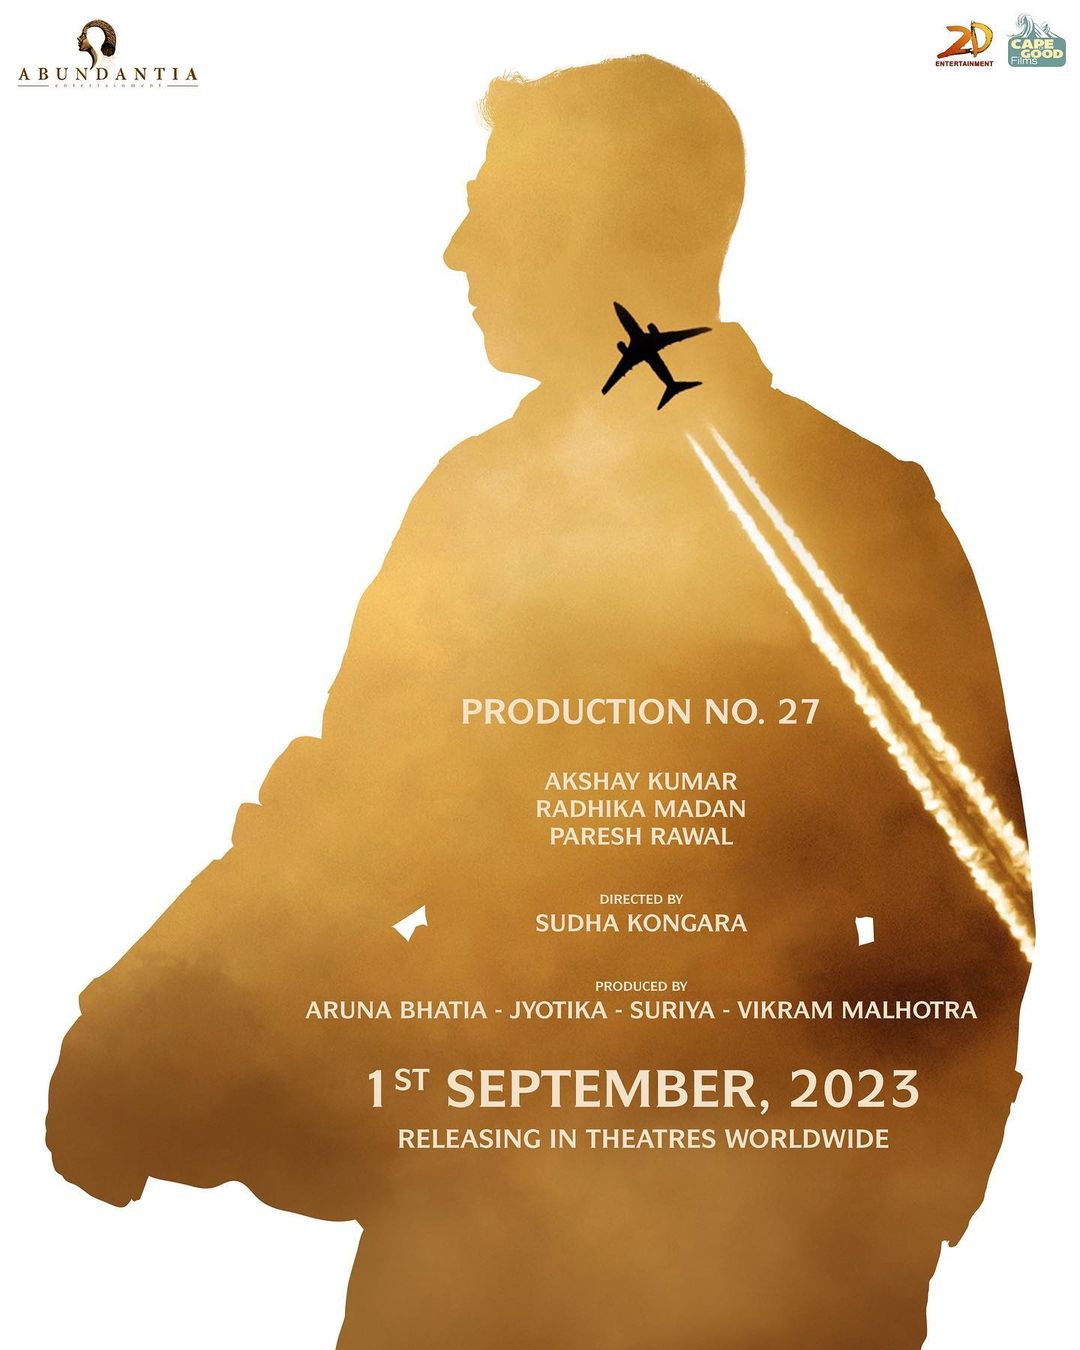 ABUNDANTIA
entertainment
2D
ENTERTAINMENT
CAPE
GOOD
Films
PRODUCTION NO. 27
AKSHAY KUMAR
RADHIKA MADAN
PARESH RAWAL
DIRECTED BY
SUDHA KONGARA
PRODUCED BY
ARUNA BHATIA - JYOTIKA - SURIYA - VIKRAM MALHOTRA
1ST SEPTEMBER, 2023
RELEASING IN THEATRES WORLDWIDE